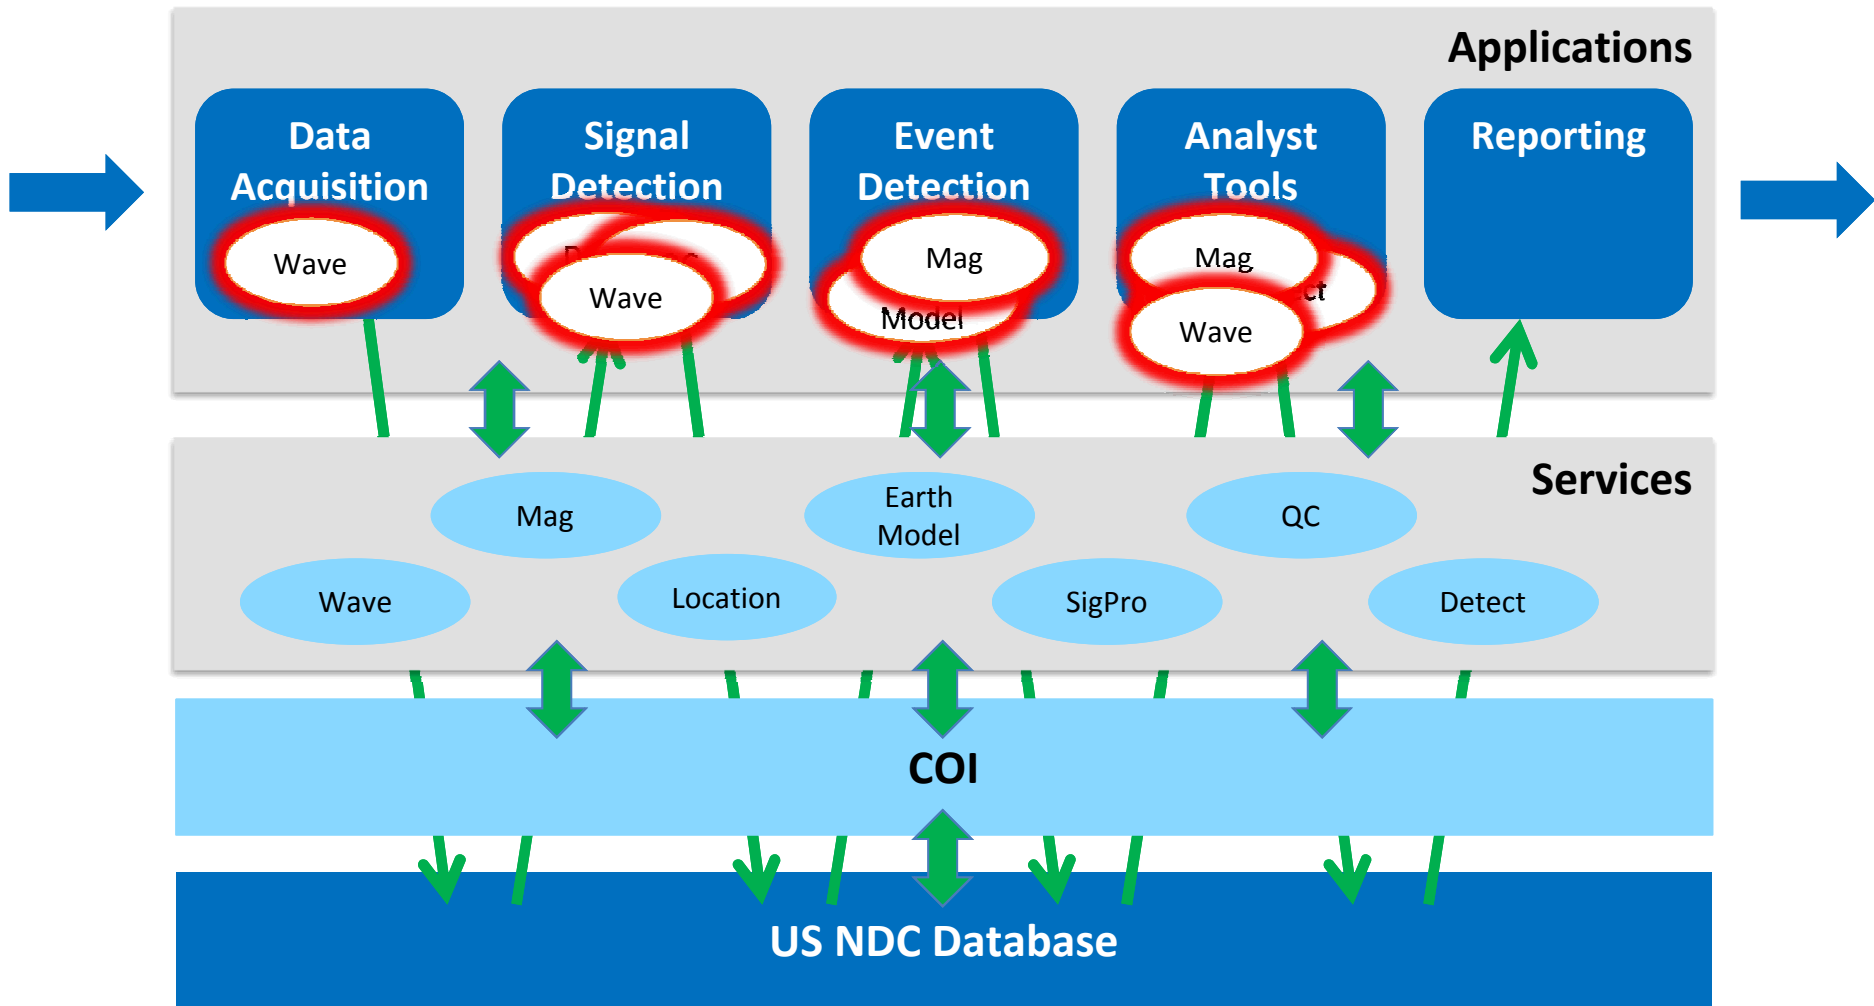 Applications
Data
Acquisition
Signal
Detection
Event
Detection
Analyst
Tools
Reporting
Wave
Wave
Mag
Model
Mag
Wave
Services
Mag
Earth
Model
QC
Wave
Location
SigPro
Detect
COI
US NDC Database